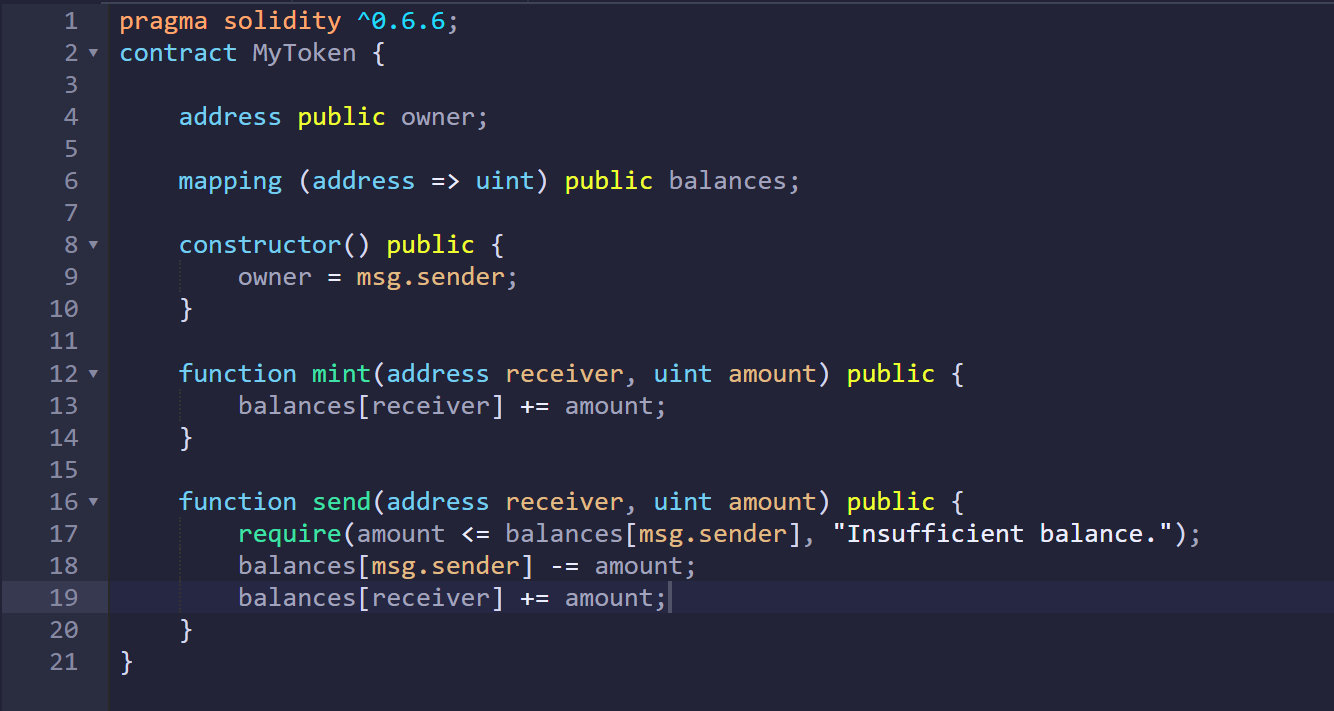 1 pragma solidity ^0.6.6;
2 contract MyToken {
3
4     address public owner;
5
6     mapping (address => uint) public balances;
7
8     constructor() public {
9         owner = msg.sender;
10     }
11
12     function mint(address receiver, uint amount) public {
13         balances[receiver] += amount;
14     }
15
16     function send(address receiver, uint amount) public {
17         require(amount <= balances[msg.sender], "Insufficient balance.");
18         balances[msg.sender] -= amount;
19         balances[receiver] += amount;
20     }
21 }